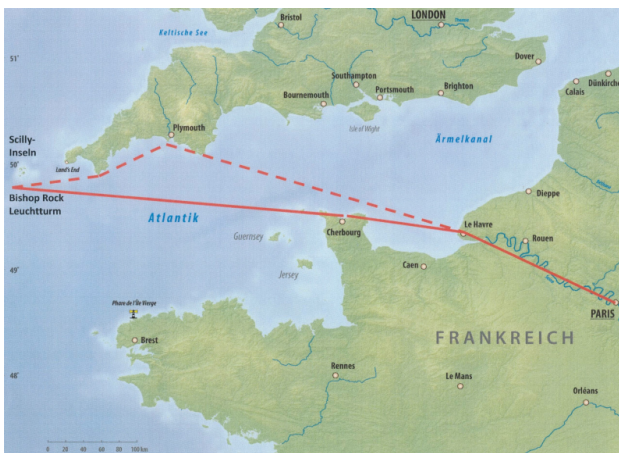 Bristol
LONDON
Themse
Keltische See
51°
Dover
Southampton
Calais
Dünkirche
Bournemouth
Portsmouth
Brighton
Isle of Wight
Plymouth
Ärmelkanal
Scilly-
Inseln
50°
Land's End
Bishop Rock
Leuchtturm
Atlantik
Dieppe
Guernsey
Cherbourg
Le Havre
Rouen
49°
Jersey
Caen
Phare de l'Île Vierge
PARIS
Brest
FRANKREICH
48°
Rennes
Le Mans
Orléans
0
20
40
60
80
100 km